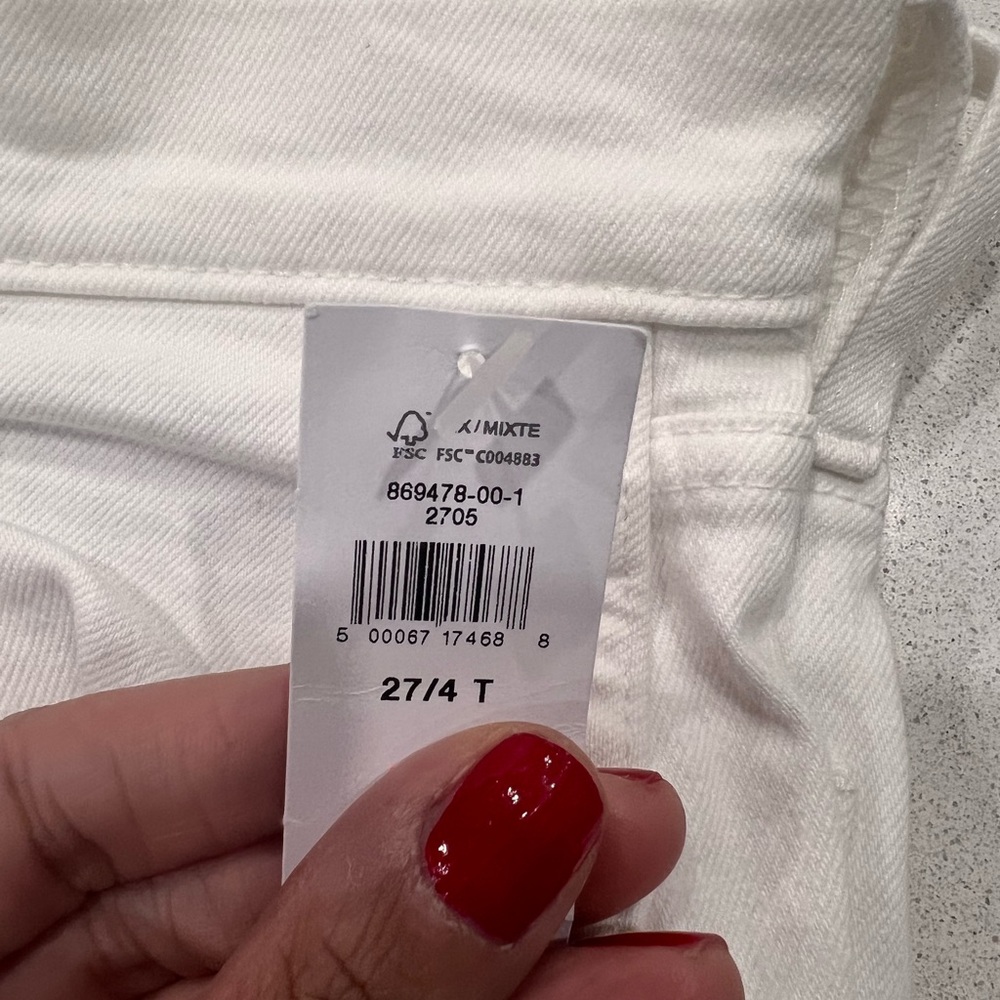 /MIXTE
FSC FSC™ C004883
869478-00-1
2705
5 00067 17468 8
27/4 T